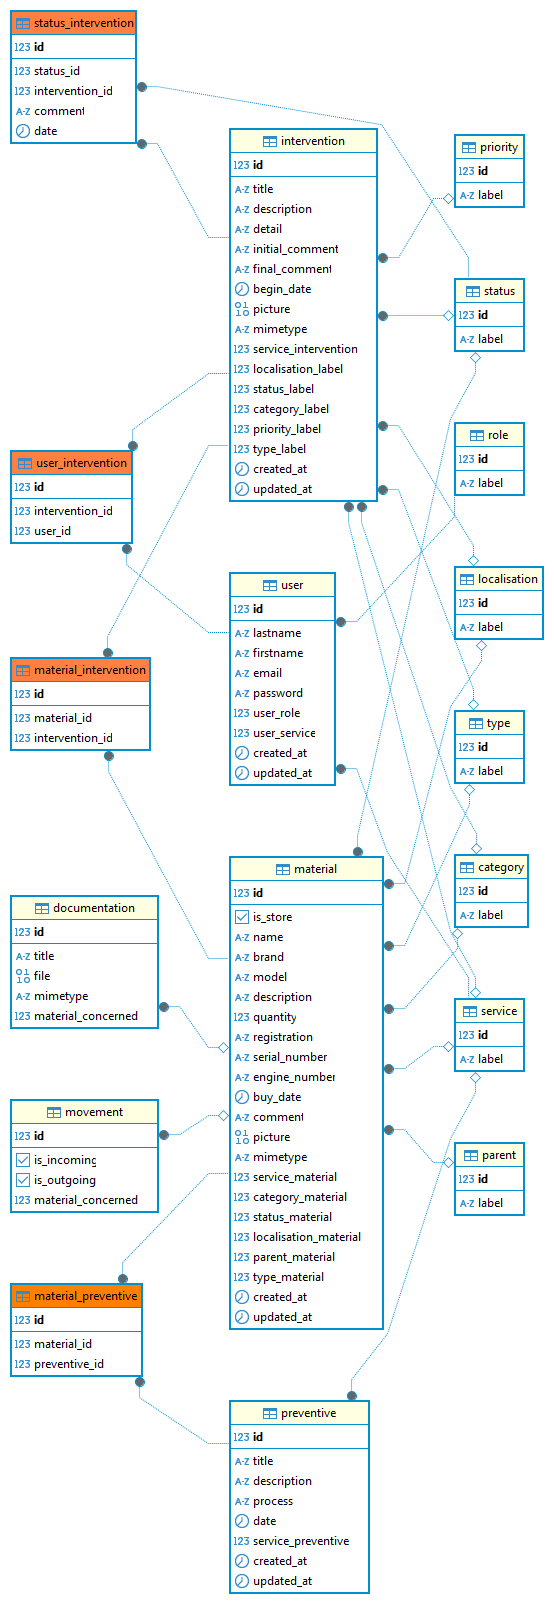 status_intervention
123 id
123 status_id
123 intervention_id
A-Z comment
date
intervention
123 id
A-Z title
A-Z description
A-Z detail
A-Z initial_comment
A-Z final_comment
begin_date
picture
A-Z mimetype
123 service_intervention
123 localisation_label
123 status_label
123 category_label
123 priority_label
123 type_label
created_at
updated_at
priority
123 id
A-Z label
status
123 id
A-Z label
role
123 id
A-Z label
user_intervention
123 id
123 intervention_id
123 user_id
user
123 id
A-Z lastname
A-Z firstname
A-Z email
A-Z password
123 user_role
123 user_service
created_at
updated_at
localisation
123 id
A-Z label
material_intervention
123 id
123 material_id
123 intervention_id
type
123 id
A-Z label
material
123 id
is_store
A-Z name
A-Z brand
A-Z model
A-Z description
123 quantity
A-Z registration
A-Z serial_number
A-Z engine_number
buy_date
A-Z comment
picture
A-Z mimetype
123 service_material
123 category_material
123 status_material
123 localisation_material
123 parent_material
123 type_material
created_at
updated_at
category
123 id
A-Z label
documentation
123 id
A-Z title
file
A-Z mimetype
123 material_concerned
service
123 id
A-Z label
movement
123 id
is_incoming
is_outgoing
123 material_concerned
parent
123 id
A-Z label
material_preventive
123 id
123 material_id
123 preventive_id
preventive
123 id
A-Z title
A-Z description
A-Z process
date
123 service_preventive
created_at
updated_at